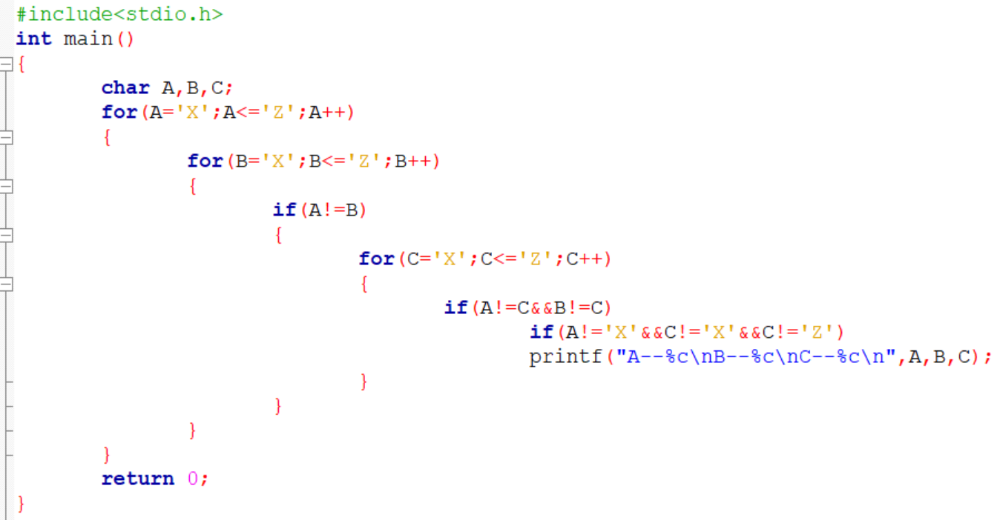 #include<stdio.h>
int main()
{
char A,B,C;
for(A='X';A<='Z';A++)
{
for(B='X';B<='Z';B++)
{
if(A!=B)
{
for(C='X';C<='Z';C++)
{
if(A!=C&&B!=C)
if(A!='X'&&C!='X'&&C!='Z')
printf("A--%c\nB--%c\nC--%c\n",A,B,C);
}
}
}
}
return 0;
}